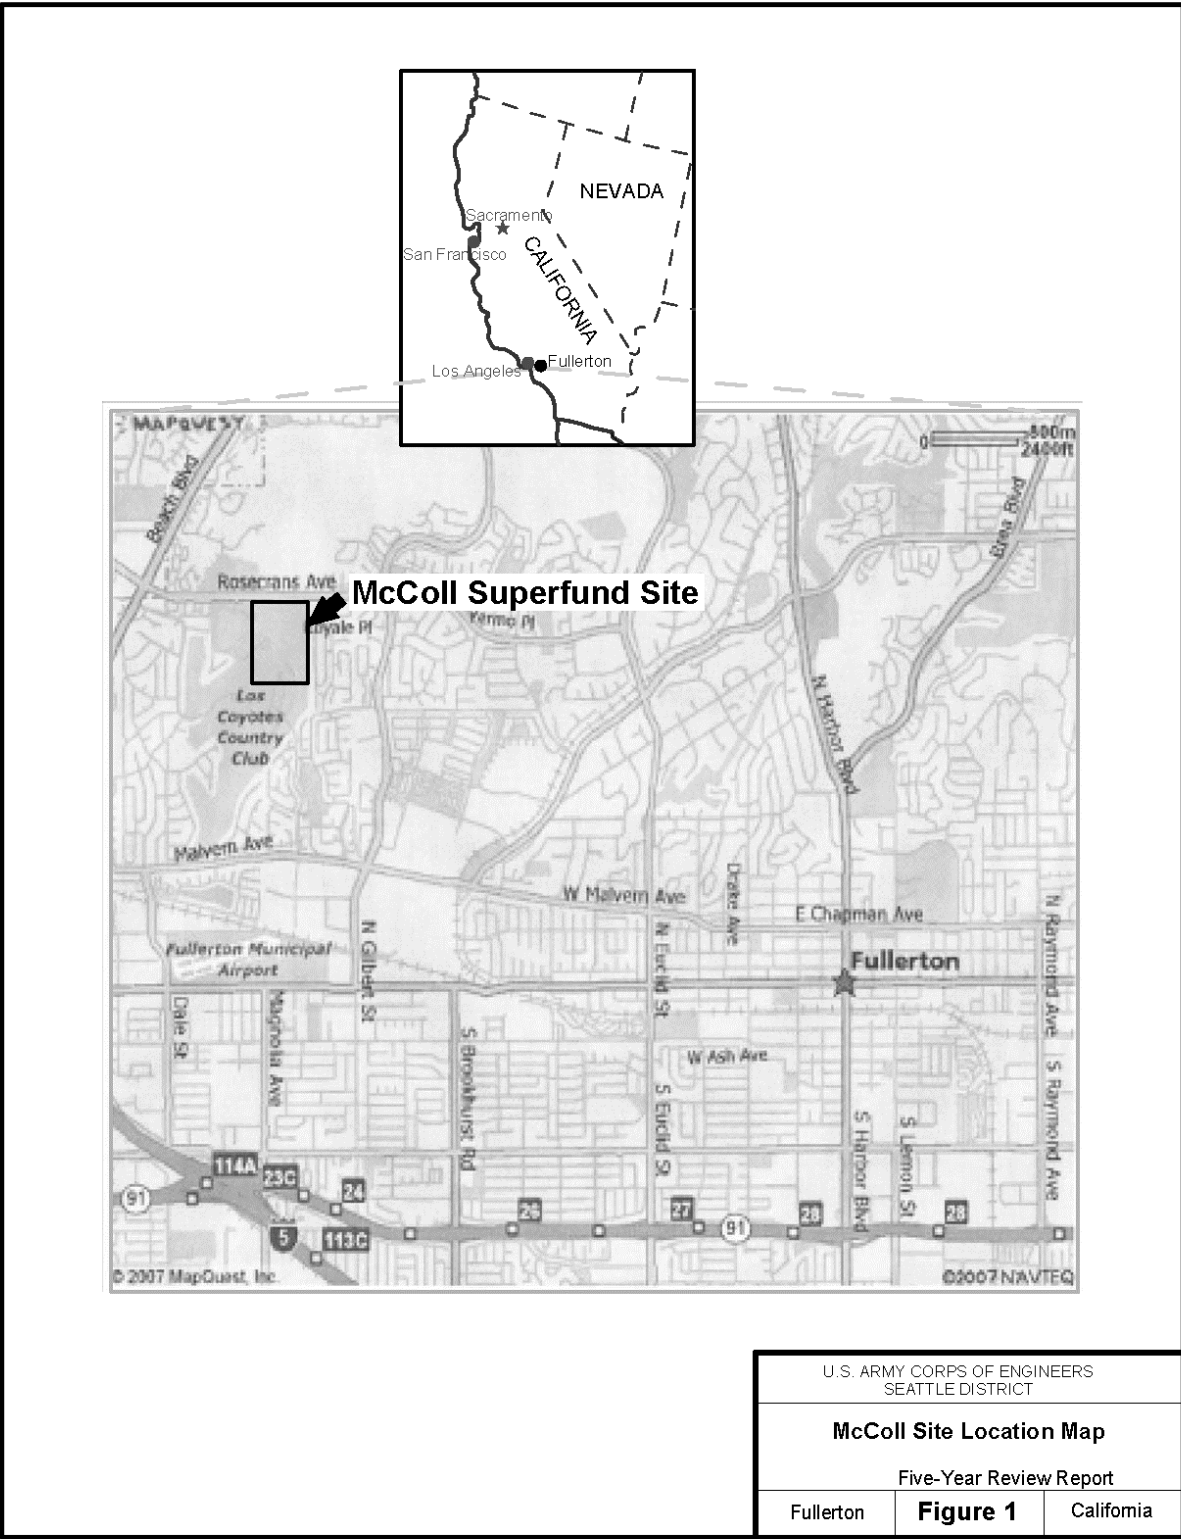 NEVADA
Sacramento
San Francisco
CALIFORNIA
Fullerton
Los Angeles
MAPQUEST
0
800m
2400ft
Beach Blvd
Brea Blvd
Rosecrans Ave
McColl Superfund Site
Yermo Pl
Los
Coyotes
Country
Club
N Harbor Blvd
Malvern Ave
W Malvern Ave
Drake Ave
E Chapman Ave
N Raymond Ave
N Gilbert St
N Euclid St
Fullerton Municipal
Airport
Fullerton
Dale St
Magnolia Ave
S Brookhurst Rd
W Ash Ave
S Euclid St
S Harbor Blvd
S Lemon St
S Raymond Ave
114A
23C
24
91
26
27
91
28
28
5
113C
© 2007 MapQuest, Inc.
©2007 NAVTEQ
U.S. ARMY CORPS OF ENGINEERS
SEATTLE DISTRICT
McColl Site Location Map
Five-Year Review Report
Fullerton
Figure 1
California